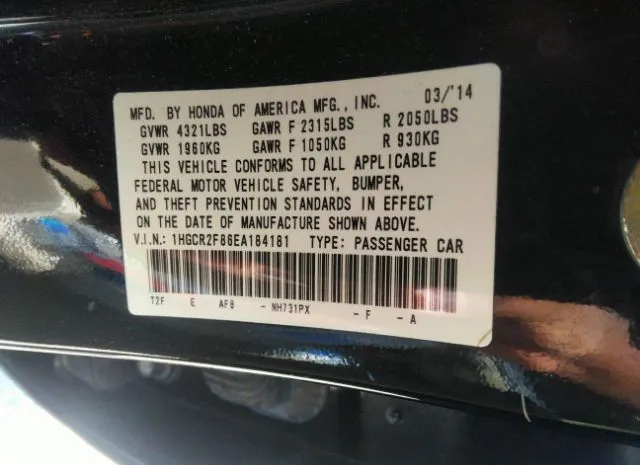 MFD. BY HONDA OF AMERICA MFG., INC. 03/'14
GVWR 4321LBS GAWR F 2315LBS R 2050LBS
GVWR 1960KG GAWR F 1050KG R 930KG
THIS VEHICLE CONFORMS TO ALL APPLICABLE
FEDERAL MOTOR VEHICLE SAFETY, BUMPER,
AND THEFT PREVENTION STANDARDS IN EFFECT
ON THE DATE OF MANUFACTURE SHOWN ABOVE.
V.I.N.: 1HGCR2F86EA184181 TYPE: PASSENGER CAR
T2F E AF8 - NH731PX - F - A